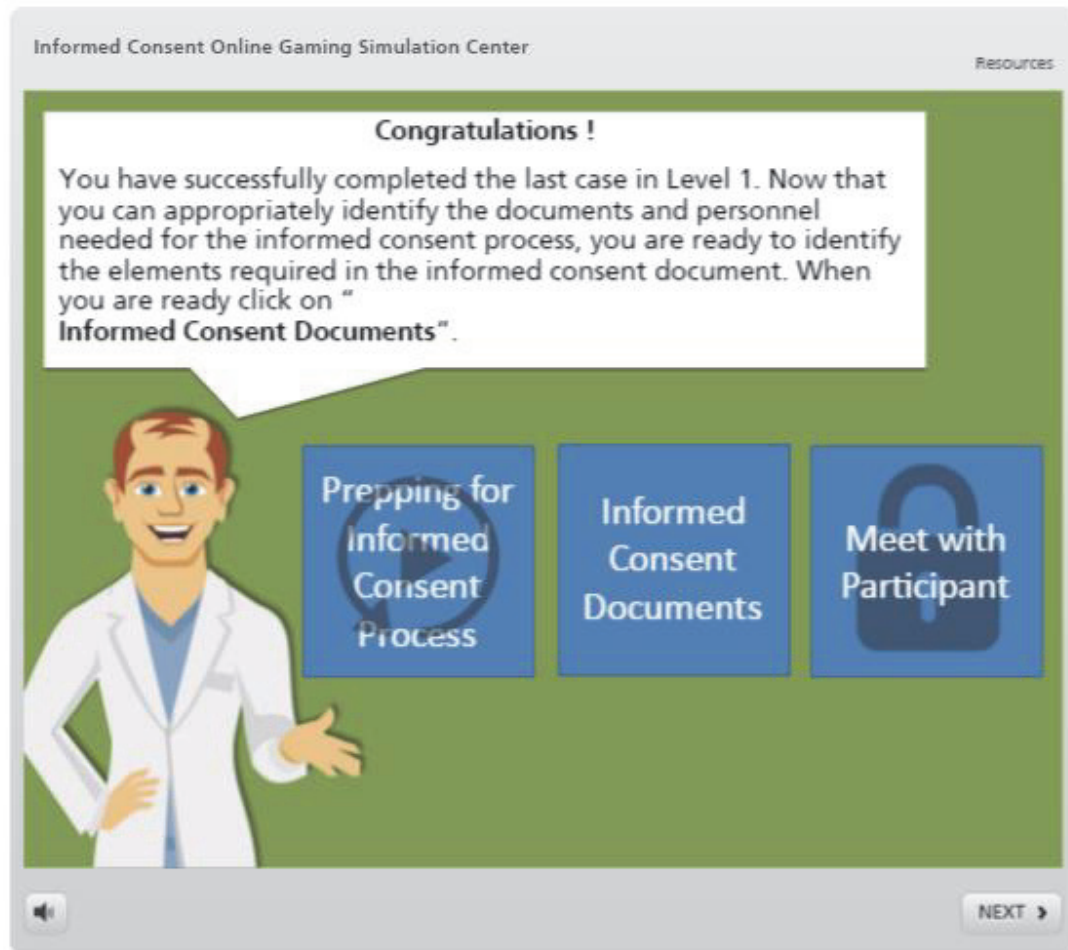 Informed Consent Online Gaming Simulation Center
Resources
Congratulations !
You have successfully completed the last case in Level 1. Now that
you can appropriately identify the documents and personnel
needed for the informed consent process, you are ready to identify
the elements required in the informed consent document. When
you are ready click on “
Informed Consent Documents”.
Prepping for
Informed
Consent
Process
Informed
Consent
Documents
Meet with
Participant
NEXT